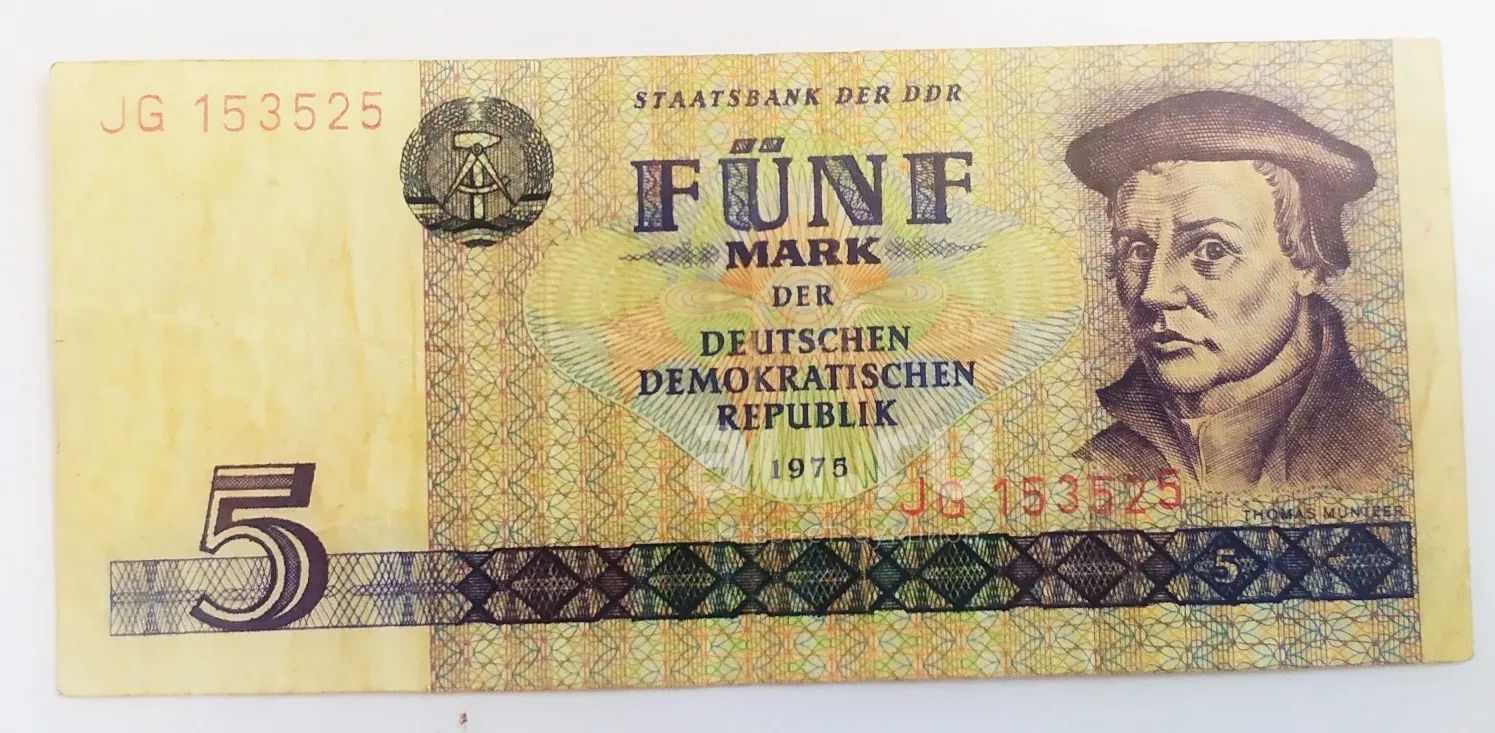 JG 153525
STAATSBANK DER DDR
FÜNF
MARK
DER
DEUTSCHEN
DEMOKRATISCHEN
REPUBLIK
1975
JG 153525
THOMAS MÜNTZER
5
5